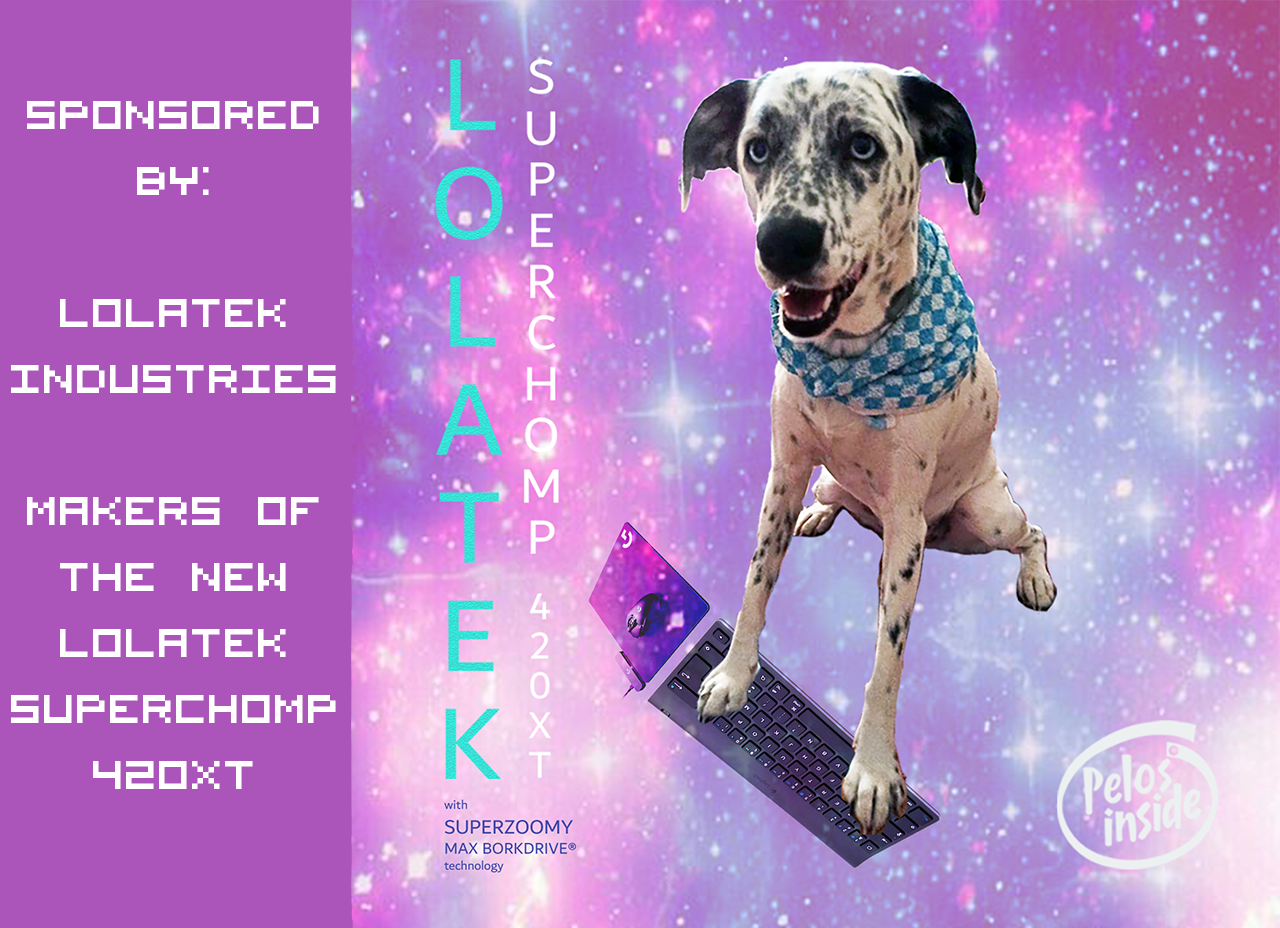 SPONSORED
BY:
LOLATEK
INDUSTRIES
MAKERS OF
THE NEW
LOLATEK
SUPERCHOMP
420XT
LOLATEK
SUPERCHOMP 420XT
with
SUPERZOOMY
MAX BORKDRIVE®
technology
pelos
inside